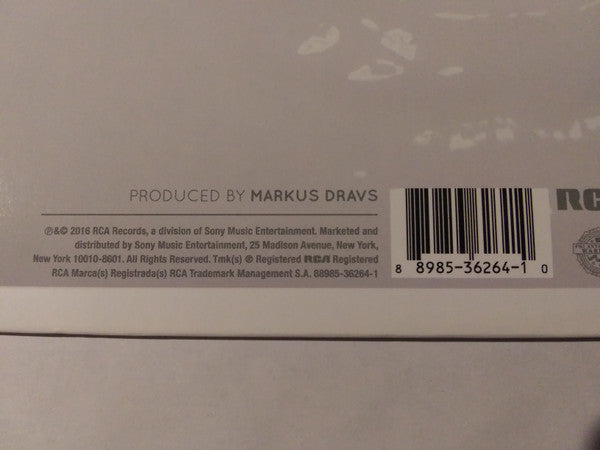 PRODUCED BY MARKUS DRAVS
℗&© 2016 RCA Records, a division of Sony Music Entertainment. Marketed and
distributed by Sony Music Entertainment, 25 Madison Avenue, New York,
New York 10010-8601. All Rights Reserved. Tmk(s) ® Registered RCA Registered
RCA Marca(s) Registrada(s) RCA Trademark Management S.A. 88985-36264-1
8 89853-36264-1 0